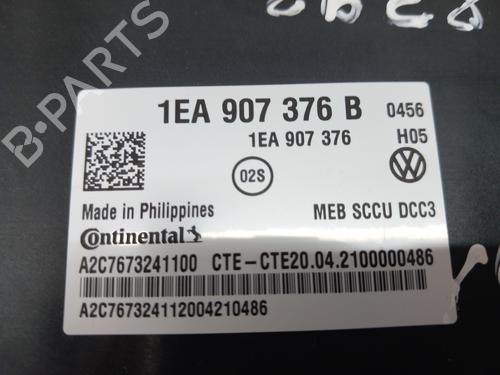 B-PARTS
1EA 907 376 B 0456
1EA 907 376 H05
02S
Made in Philippines MEB SCCU DCC3
Continental
A2C7673241100 CTE-CTE20.04.2100000486
A2C767324112004210486